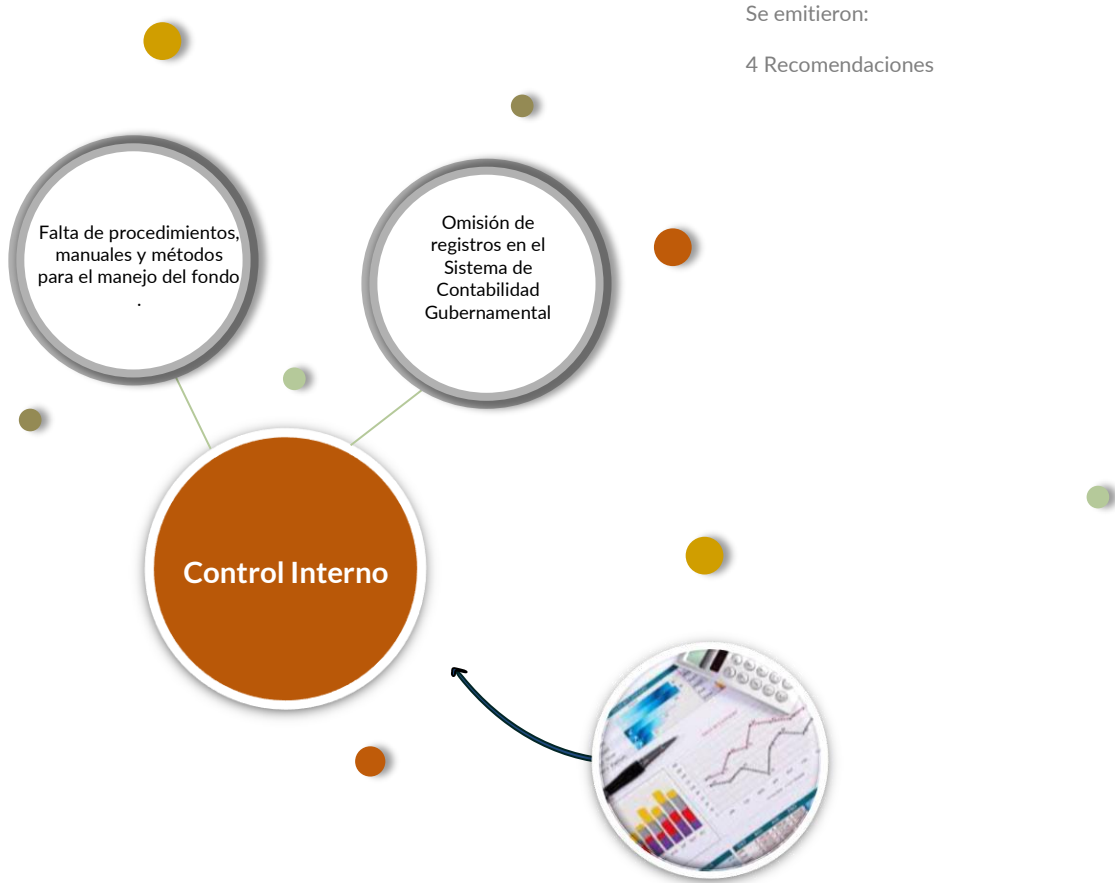 Se emitieron:
4 Recomendaciones
Falta de procedimientos,
manuales y métodos
para el manejo del fondo
.
Omisión de
registros en el
Sistema de
Contabilidad
Gubernamental
Control Interno